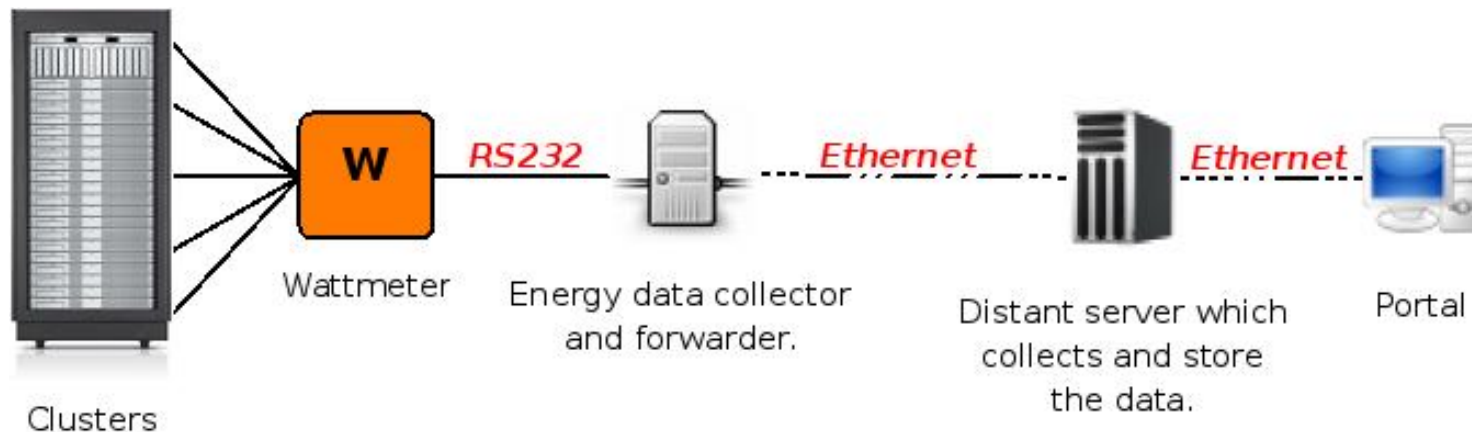 W
RS232
Ethernet
Ethernet
Wattmeter
Energy data collector
and forwarder.
Distant server which
collects and store
the data.
Portal
Clusters